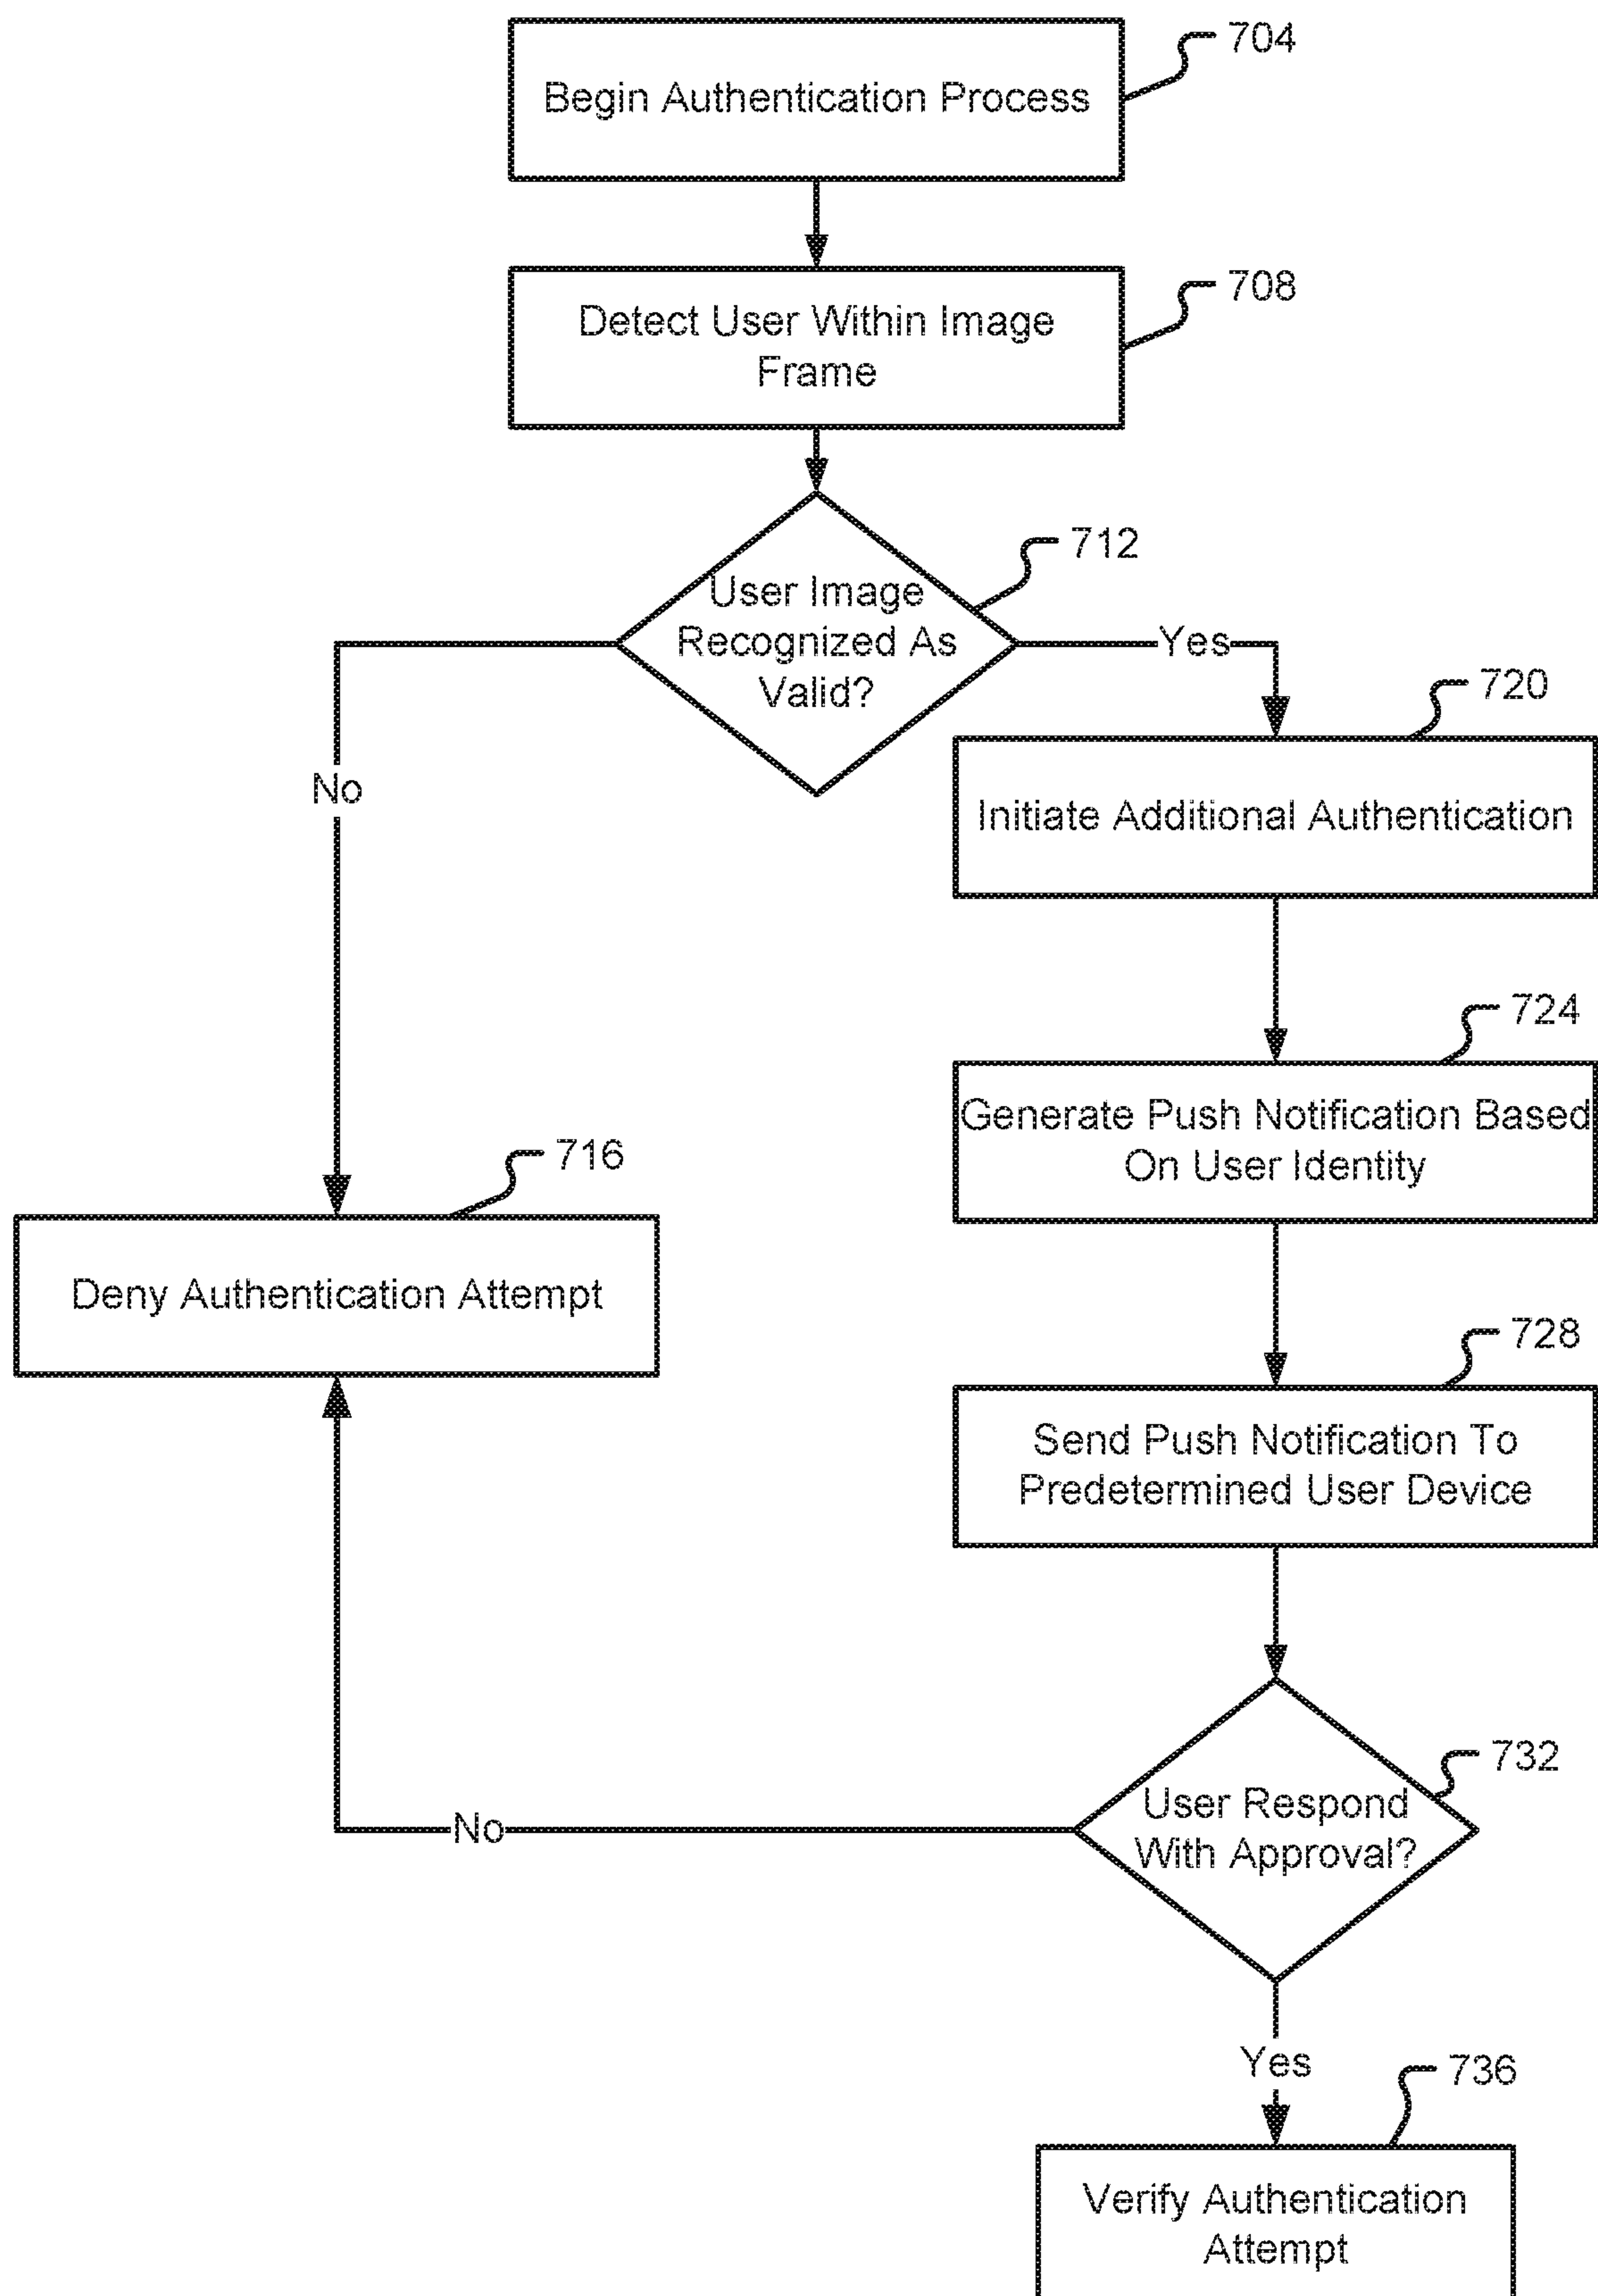 704
Begin Authentication Process
708
Detect User Within Image
Frame
712
User Image
Recognized As
Valid?
Yes
720
No
Initiate Additional Authentication
724
Generate Push Notification Based
On User Identity
716
Deny Authentication Attempt
728
Send Push Notification To
Predetermined User Device
732
User Respond
With Approval?
No
Yes
736
Verify Authentication
Attempt